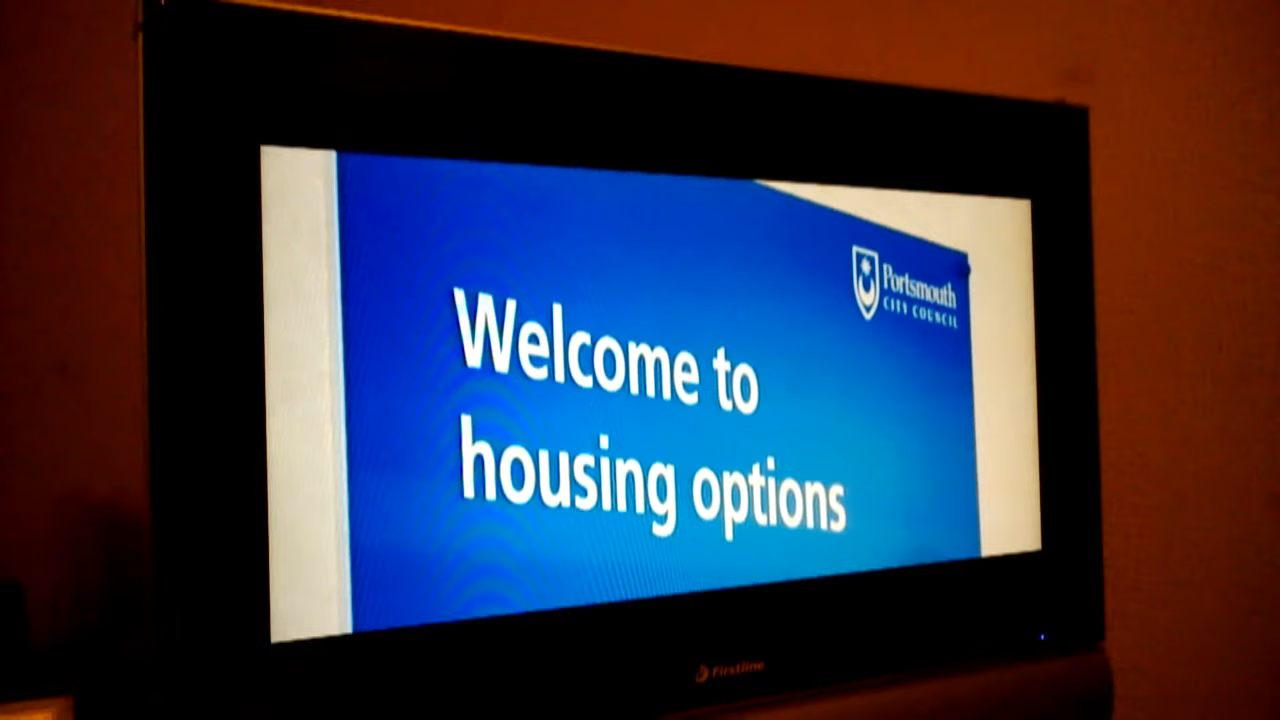 Portsmouth
CITY COUNCIL
Welcome to
housing options
Firstline